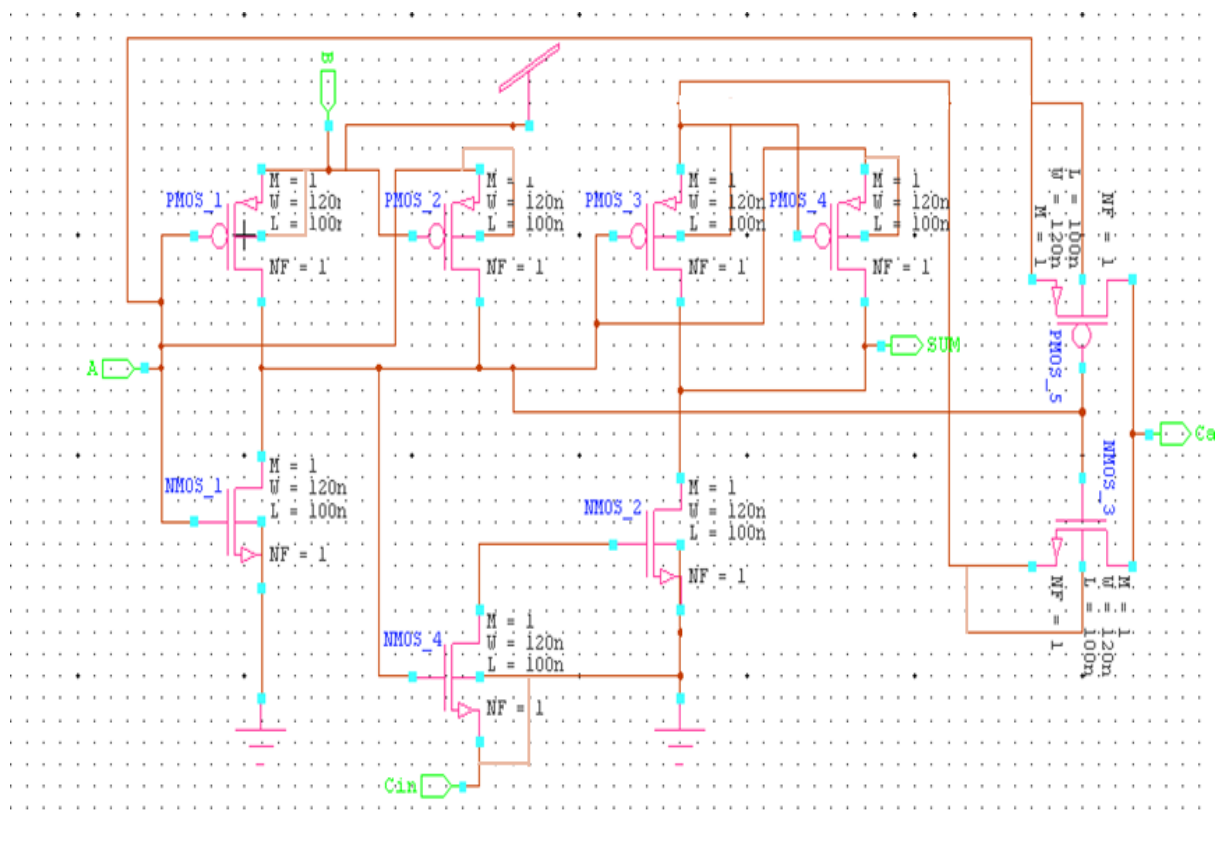 B
PMOS_1
M = 1
W = 120n
L = 100n
NF = 1
PMOS_2
M = 1
W = 120n
L = 100n
NF = 1
PMOS_3
M = 1
W = 120n
L = 100n
NF = 1
PMOS_4
M = 1
W = 120n
L = 100n
NF = 1
PMOS_5
M = 1
W = 120n
L = 100n
NF = 1
A
SUM
Ca
NMOS_1
M = 1
W = 120n
L = 100n
NF = 1
NMOS_2
M = 1
W = 120n
L = 100n
NF = 1
NMOS_3
M = 1
W = 120n
L = 100n
NF = 1
NMOS_4
M = 1
W = 120n
L = 100n
NF = 1
Cin